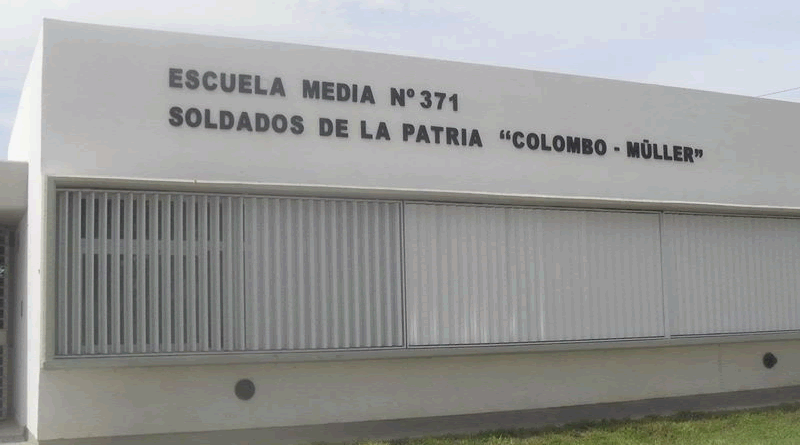 ESCUELA MEDIA Nº 371
SOLDADOS DE LA PATRIA “COLOMBO - MÜLLER”